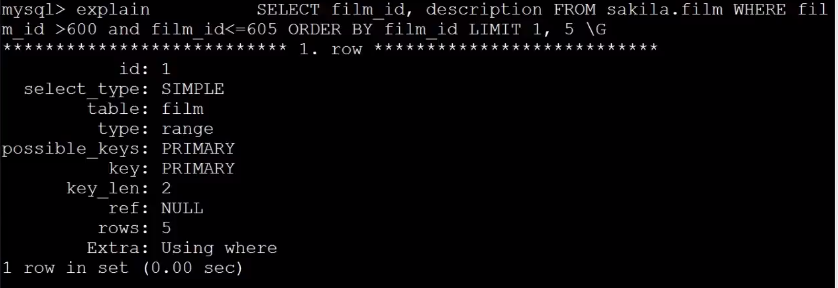 mysql> explain          SELECT film_id, description FROM sakila.film WHERE fil
m_id >600 and film_id<=605 ORDER BY film_id LIMIT 1, 5 \G
*************************** 1. row ***************************
           id: 1
  select_type: SIMPLE
        table: film
         type: range
possible_keys: PRIMARY
          key: PRIMARY
      key_len: 2
          ref: NULL
         rows: 5
        Extra: Using where
1 row in set (0.00 sec)